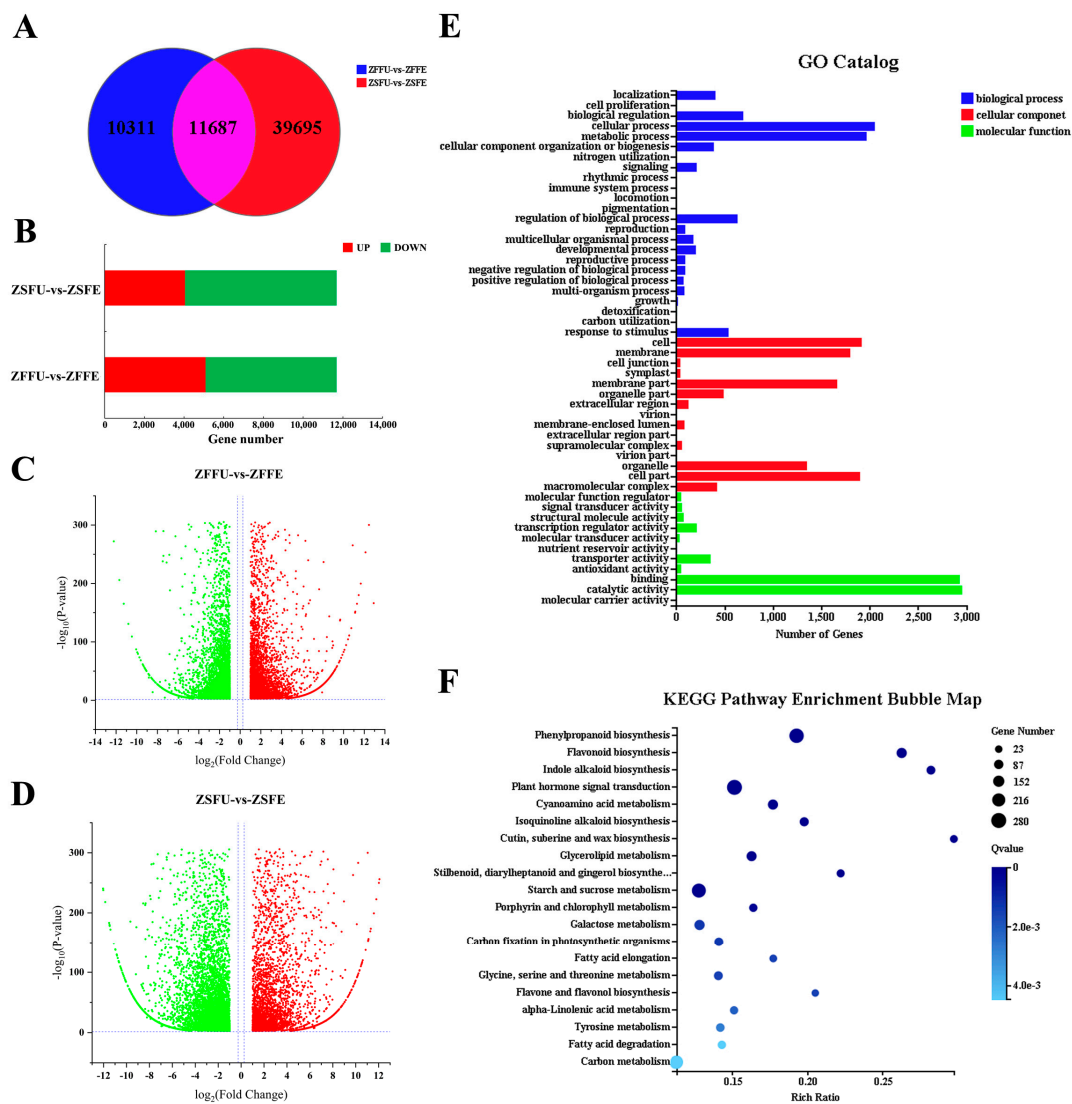 A
10311
11687
39695
ZFFU-vs-ZFFE
ZSFU-vs-ZSFE
B
UP
DOWN
ZSFU-vs-ZSFE
ZFFU-vs-ZFFE
0
2,000
4,000
6,000
8,000
10,000
12,000
14,000
Gene number
C
ZFFU-vs-ZFFE
-log10(P-value)
300
200
100
0
-14 -12 -10 -8 -6 -4 -2 0 2 4 6 8 10 12 14
log2(Fold Change)
D
ZSFU-vs-ZSFE
-log10(P-value)
300
200
100
0
-12 -10 -8 -6 -4 -2 0 2 4 6 8 10 12
log2(Fold Change)
E
GO Catalog
biological process
cellular componet
molecular function
localization
cell proliferation
biological regulation
cellular process
metabolic process
cellular component organization or biogenesis
nitrogen utilization
signaling
rhythmic process
immune system process
locomotion
pigmentation
regulation of biological process
reproduction
multicellular organismal process
developmental process
reproductive process
negative regulation of biological process
positive regulation of biological process
multi-organism process
growth
detoxification
carbon utilization
response to stimulus
cell
membrane
cell junction
symplast
membrane part
organelle part
extracellular region
virion
membrane-enclosed lumen
extracellular region part
supramolecular complex
virion part
organelle
cell part
macromolecular complex
molecular function regulator
signal transducer activity
structural molecule activity
transcription regulator activity
molecular transducer activity
nutrient reservoir activity
transporter activity
antioxidant activity
binding
catalytic activity
molecular carrier activity
0 500 1,000 1,500 2,000 2,500 3,000
Number of Genes
F
KEGG Pathway Enrichment Bubble Map
Phenylpropanoid biosynthesis
Flavonoid biosynthesis
Indole alkaloid biosynthesis
Plant hormone signal transduction
Cyanoamino acid metabolism
Isoquinoline alkaloid biosynthesis
Cutin, suberine and wax biosynthesis
Glycerolipid metabolism
Stilbenoid, diarylheptanoid and gingerol biosynthe...
Starch and sucrose metabolism
Porphyrin and chlorophyll metabolism
Galactose metabolism
Carbon fixation in photosynthetic organisms
Fatty acid elongation
Glycine, serine and threonine metabolism
Flavone and flavonol biosynthesis
alpha-Linolenic acid metabolism
Tyrosine metabolism
Fatty acid degradation
Carbon metabolism
0.15 0.20 0.25
Rich Ratio
Gene Number
23
87
152
216
280
Qvalue
0
2.0e-3
4.0e-3